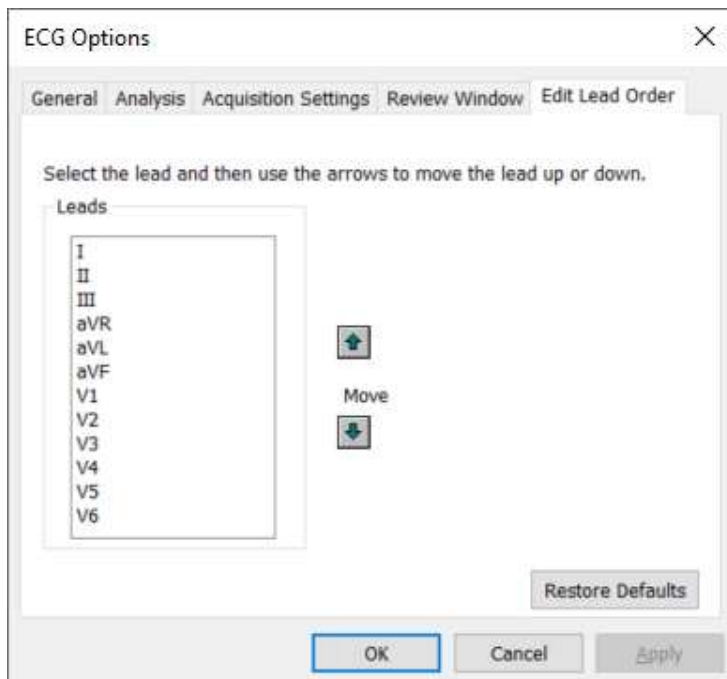 ECG Options
General Analysis Acquisition Settings Review Window Edit Lead Order
Select the lead and then use the arrows to move the lead up or down.
Leads
I
II
III
aVR
aVL
aVF
V1
V2
V3
V4
V5
V6
Move
Restore Defaults
OK Cancel Apply